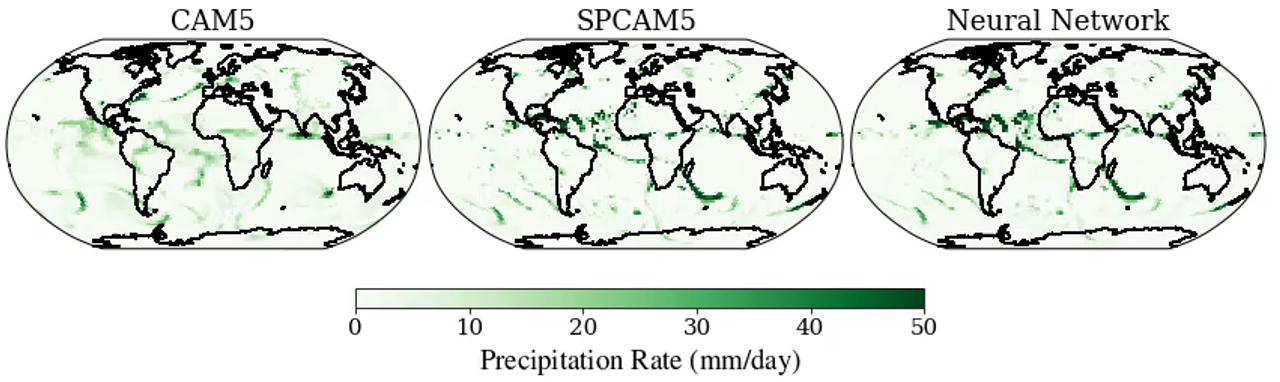 CAM5 SPCAM5 Neural Network
0 10 20 30 40 50
Precipitation Rate (mm/day)